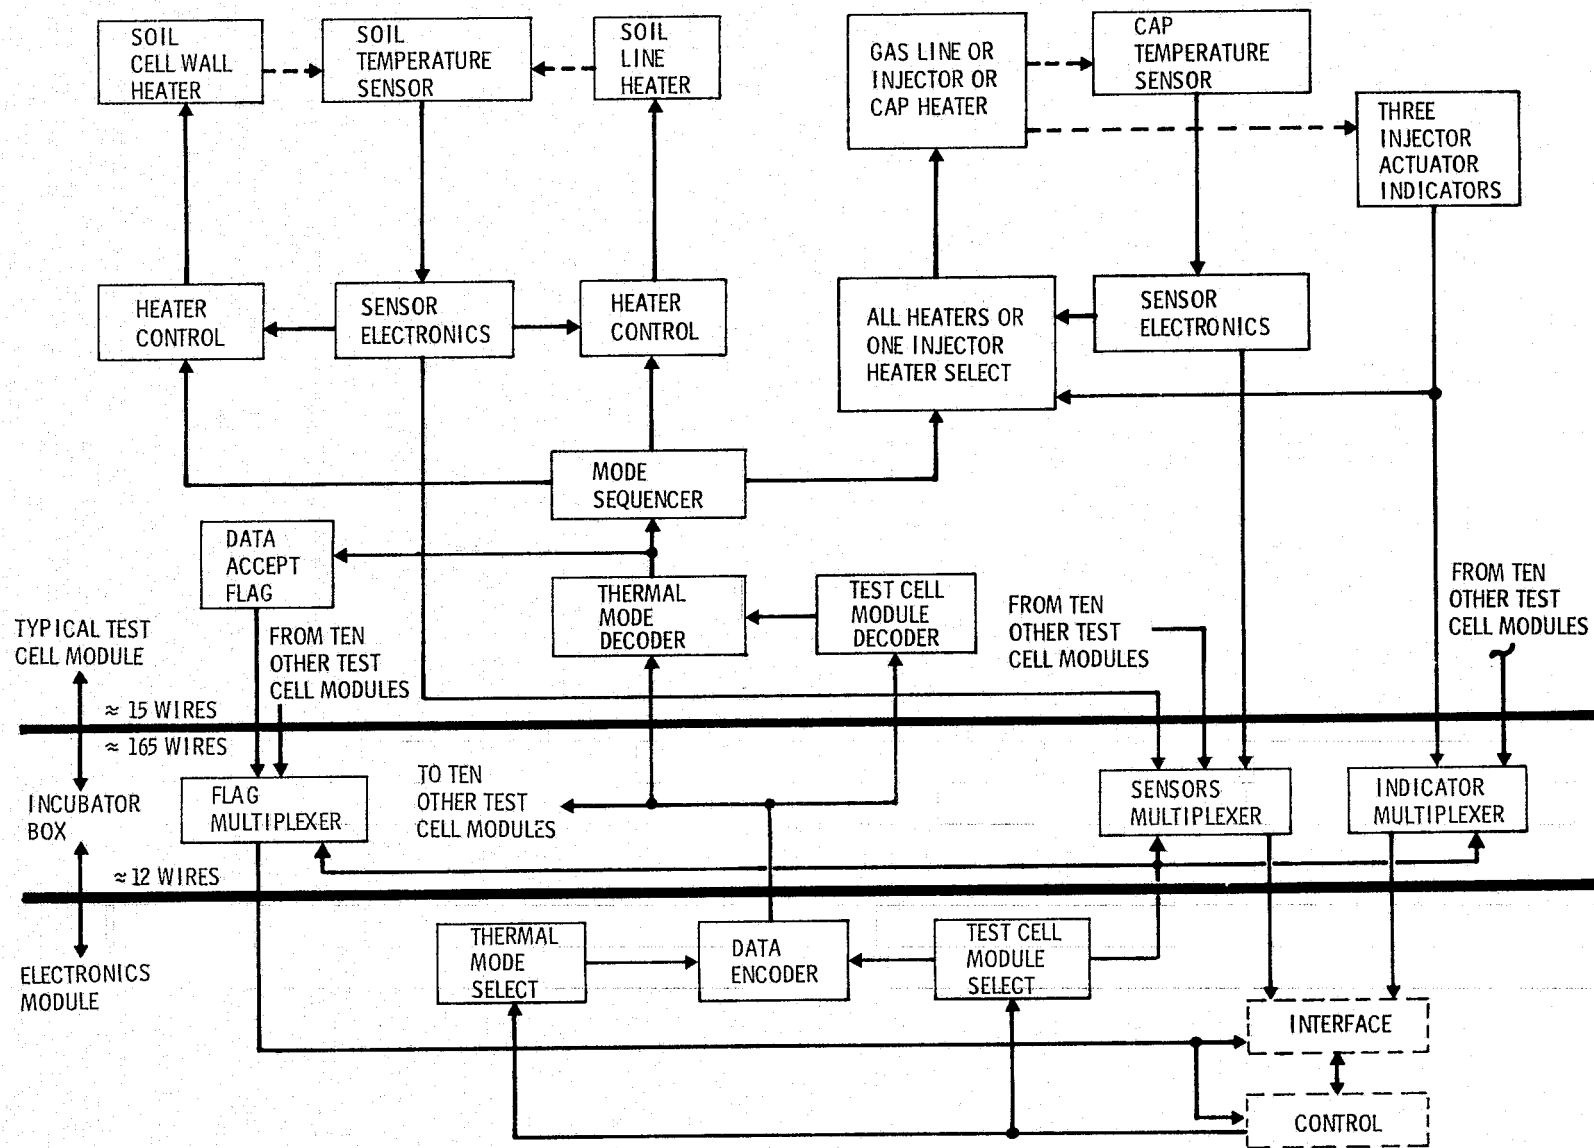 SOIL
CELL WALL
HEATER
SOIL
TEMPERATURE
SENSOR
SOIL
LINE
HEATER
GAS LINE OR
INJECTOR OR
CAP HEATER
CAP
TEMPERATURE
SENSOR
THREE
INJECTOR
ACTUATOR
INDICATORS
HEATER
CONTROL
SENSOR
ELECTRONICS
HEATER
CONTROL
ALL HEATERS OR
ONE INJECTOR
HEATER SELECT
SENSOR
ELECTRONICS
MODE
SEQUENCER
DATA
ACCEPT
FLAG
THERMAL
MODE
DECODER
TEST CELL
MODULE
DECODER
FROM TEN
OTHER TEST
CELL MODULES
FROM TEN
OTHER TEST
CELL MODULES
TYPICAL TEST
CELL MODULE
FROM TEN
OTHER TEST
CELL MODULES
≈ 15 WIRES
≈ 165 WIRES
INCUBATOR
BOX
FLAG
MULTIPLEXER
TO TEN
OTHER TEST
CELL MODULES
SENSORS
MULTIPLEXER
INDICATOR
MULTIPLEXER
≈ 12 WIRES
ELECTRONICS
MODULE
THERMAL
MODE
SELECT
DATA
ENCODER
TEST CELL
MODULE
SELECT
INTERFACE
CONTROL